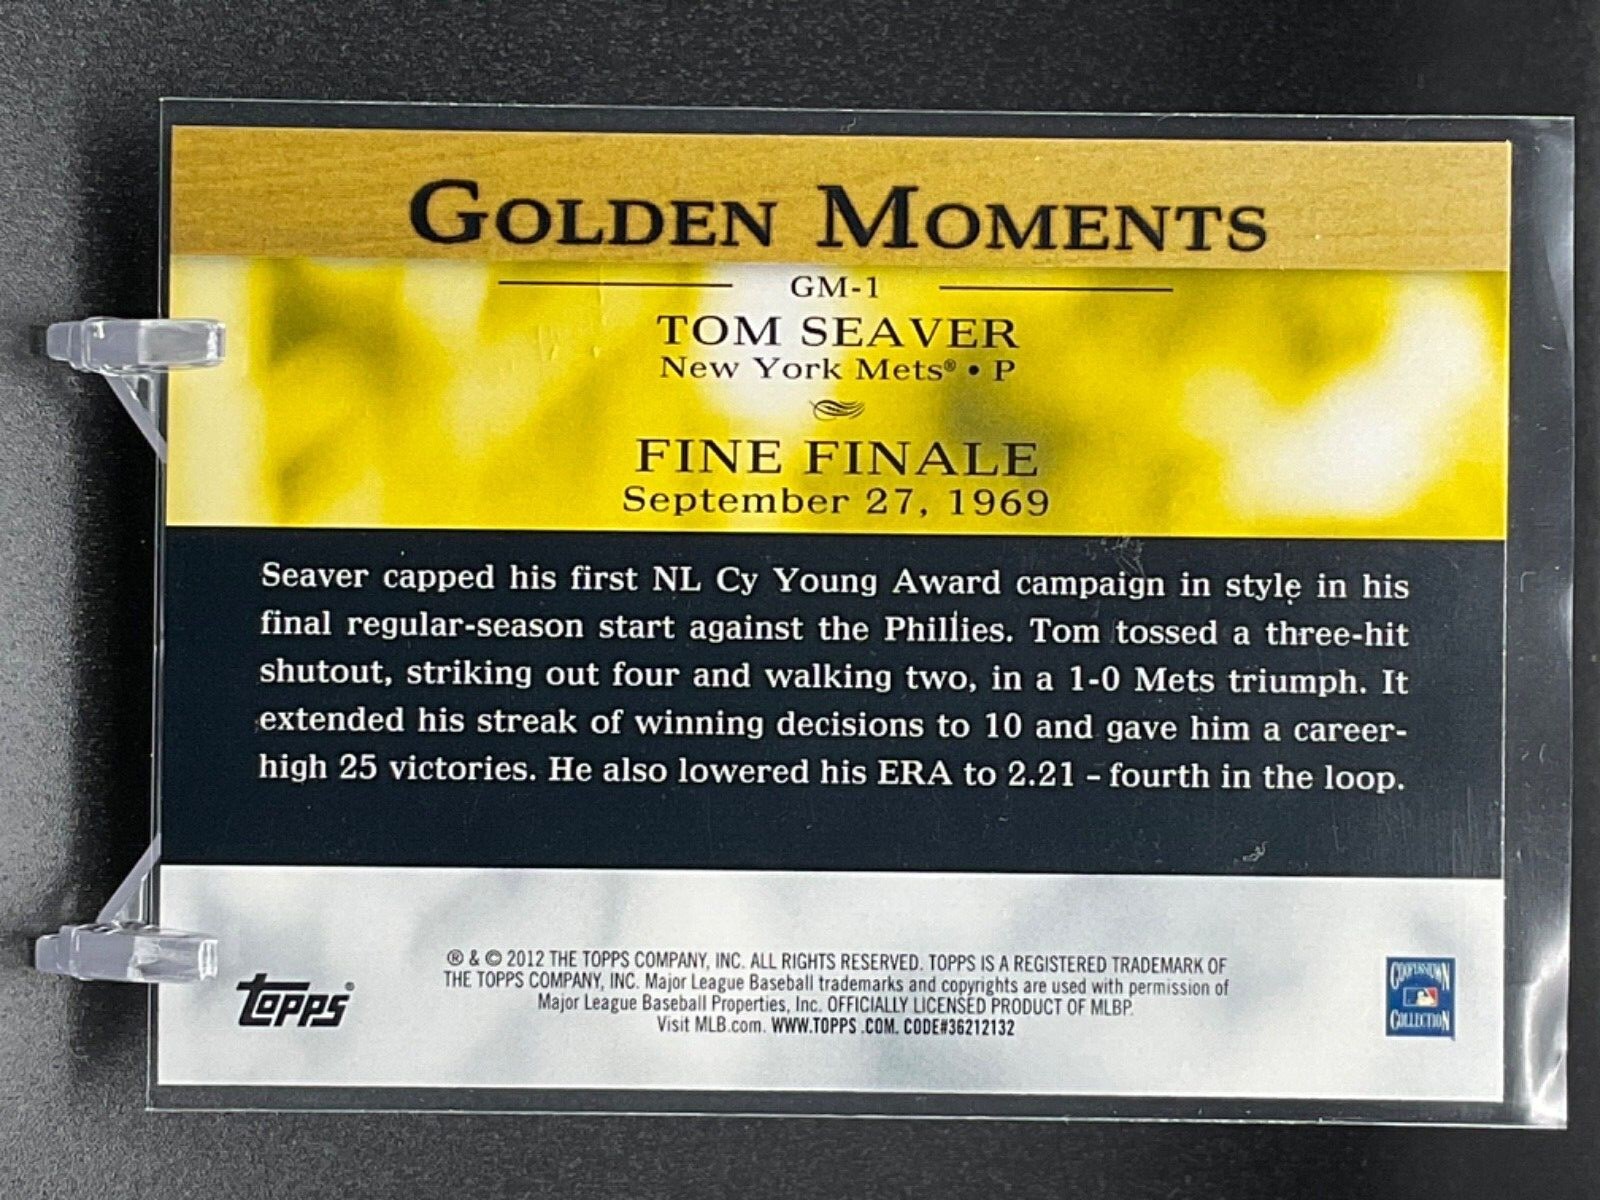 GOLDEN MOMENTS
GM-1
TOM SEAVER
New York Mets® • P
FINE FINALE
September 27, 1969
Seaver capped his first NL Cy Young Award campaign in style in his
final regular-season start against the Phillies. Tom tossed a three-hit
shutout, striking out four and walking two, in a 1-0 Mets triumph. It
extended his streak of winning decisions to 10 and gave him a career-
high 25 victories. He also lowered his ERA to 2.21 – fourth in the loop.
® & © 2012 THE TOPPS COMPANY, INC. ALL RIGHTS RESERVED. TOPPS IS A REGISTERED TRADEMARK OF
THE TOPPS COMPANY, INC. Major League Baseball trademarks and copyrights are used with permission of
Major League Baseball Properties, Inc. OFFICIALLY LICENSED PRODUCT OF MLBP.
Visit MLB.com. WWW.TOPPS .COM. CODE#36212132
topps®
COOPERSTOWN
COLLECTION